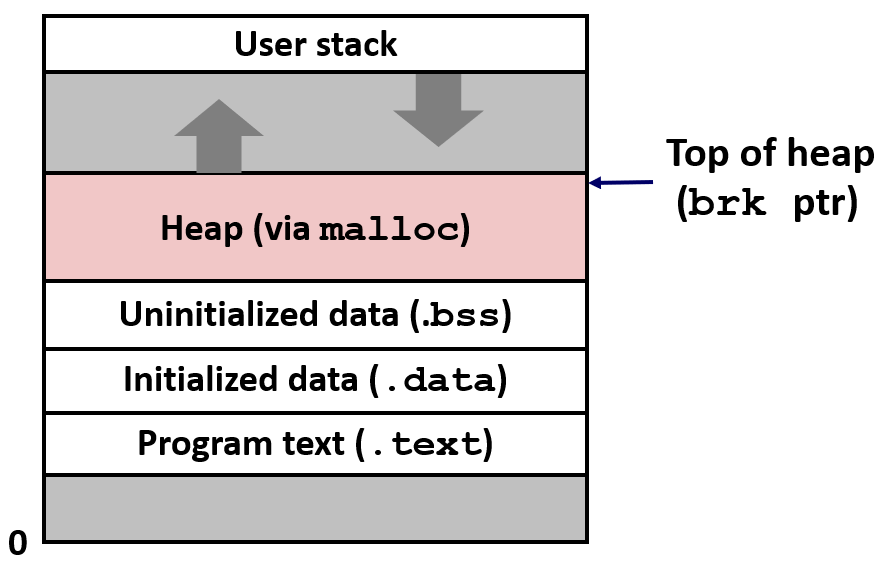 User stack
Top of heap
(brk ptr)
Heap (via malloc)
Uninitialized data (.bss)
Initialized data (.data)
Program text (.text)
0